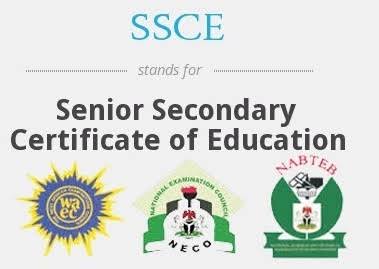 SSCE
stands for
Senior Secondary
Certificate of Education
waec
NATIONAL EXAMINATION COUNCIL
NECO
NABTEB